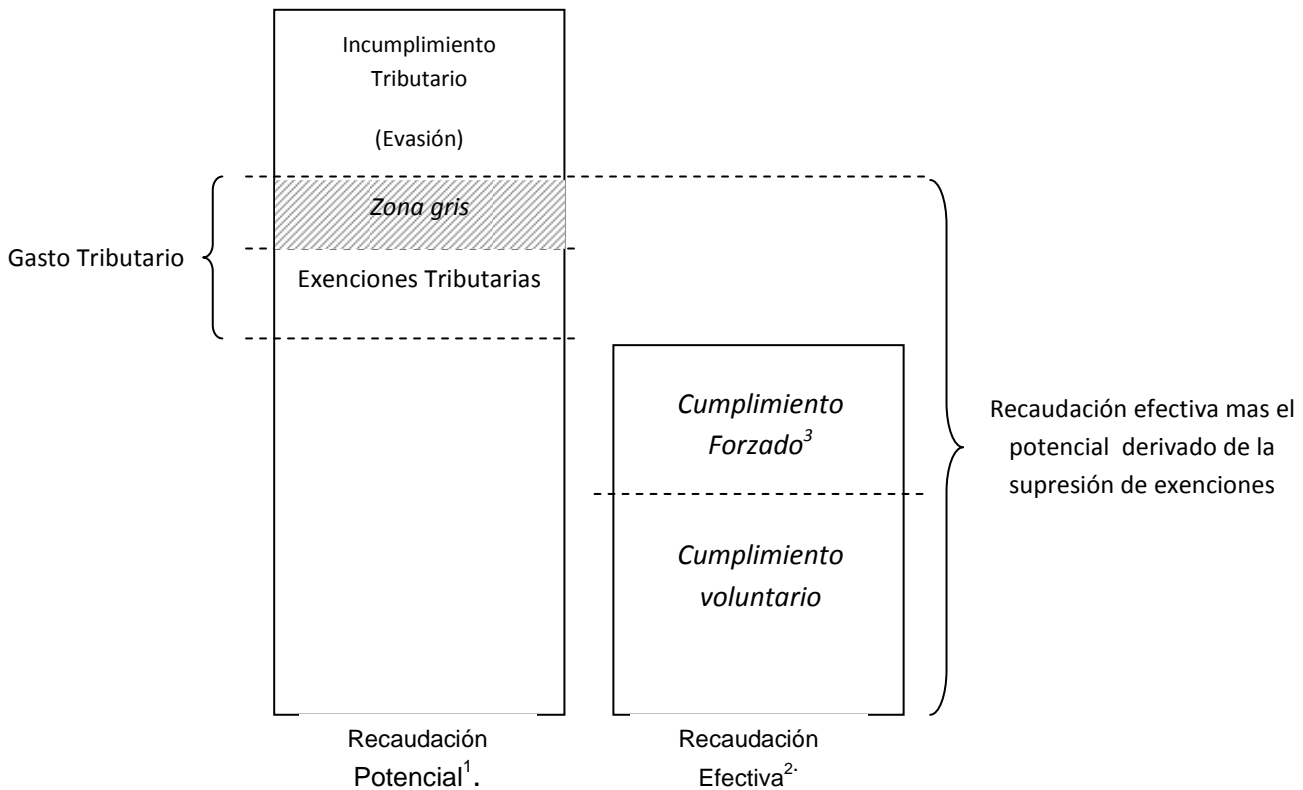 Incumplimiento
Tributario
(Evasión)
Zona gris
Gasto Tributario
Exenciones Tributarias
Cumplimiento
Forzado³
Cumplimiento
voluntario
Recaudación efectiva mas el
potencial derivado de la
supresión de exenciones
Recaudación
Potencial¹.
Recaudación
Efectiva²·